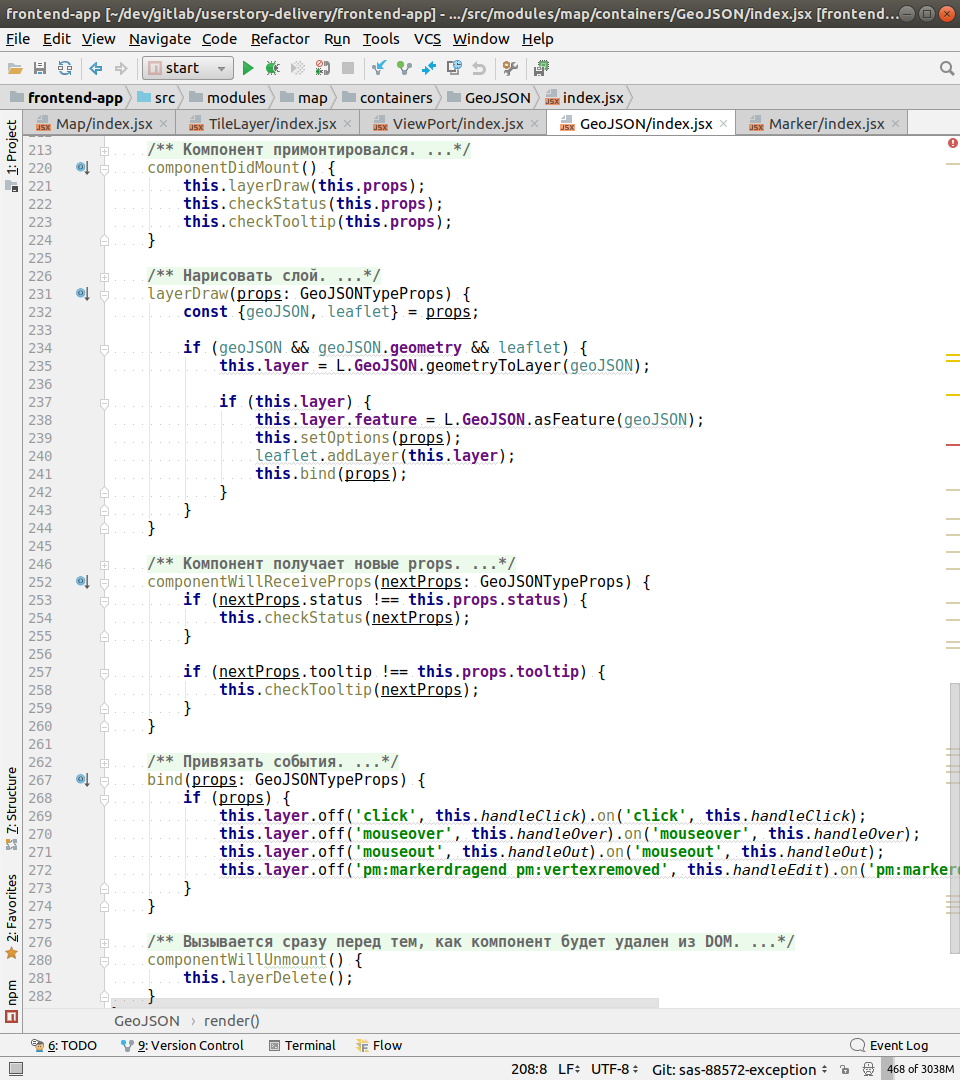 frontend-app [~/dev/gitlab/userstory-delivery/frontend-app] - .../src/modules/map/containers/GeoJSON/index.jsx [frontend...
File Edit View Navigate Code Refactor Run Tools VCS Window Help
start
frontend-app src modules map containers GeoJSON index.jsx
Map/index.jsx TileLayer/index.jsx ViewPort/index.jsx GeoJSON/index.jsx Marker/index.jsx
1: Project
7: Structure
2: Favorites
npm
213 /** Компонент примонтировался. ...*/
220 componentDidMount() {
221 this.layerDraw(this.props);
222 this.checkStatus(this.props);
223 this.checkTooltip(this.props);
224 }
225
226 /** Нарисовать слой. ...*/
231 layerDraw(props: GeoJSONTypeProps) {
232 const {geoJSON, leaflet} = props;
233
234 if (geoJSON && geoJSON.geometry && leaflet) {
235 this.layer = L.GeoJSON.geometryToLayer(geoJSON);
236
237 if (this.layer) {
238 this.layer.feature = L.GeoJSON.asFeature(geoJSON);
239 this.setOptions(props);
240 leaflet.addLayer(this.layer);
241 this.bind(props);
242 }
243 }
244 }
245
246 /** Компонент получает новые props. ...*/
252 componentWillReceiveProps(nextProps: GeoJSONTypeProps) {
253 if (nextProps.status !== this.props.status) {
254 this.checkStatus(nextProps);
255 }
256
257 if (nextProps.tooltip !== this.props.tooltip) {
258 this.checkTooltip(nextProps);
259 }
260 }
261
262 /** Привязать события. ...*/
267 bind(props: GeoJSONTypeProps) {
268 if (props) {
269 this.layer.off('click', this.handleClick).on('click', this.handleClick);
270 this.layer.off('mouseover', this.handleOver).on('mouseover', this.handleOver);
271 this.layer.off('mouseout', this.handleOut).on('mouseout', this.handleOut);
272 this.layer.off('pm:markerdragend pm:vertexremoved', this.handleEdit).on('pm:marker
273 }
274 }
275
276 /** Вызывается сразу перед тем, как компонент будет удален из DOM. ...*/
280 componentWillUnmount() {
281 this.layerDelete();
282 }
GeoJSON › render()
6: TODO 9: Version Control Terminal Flow Event Log
208:8 LF UTF-8 Git: sas-88572-exception 468 of 3038M